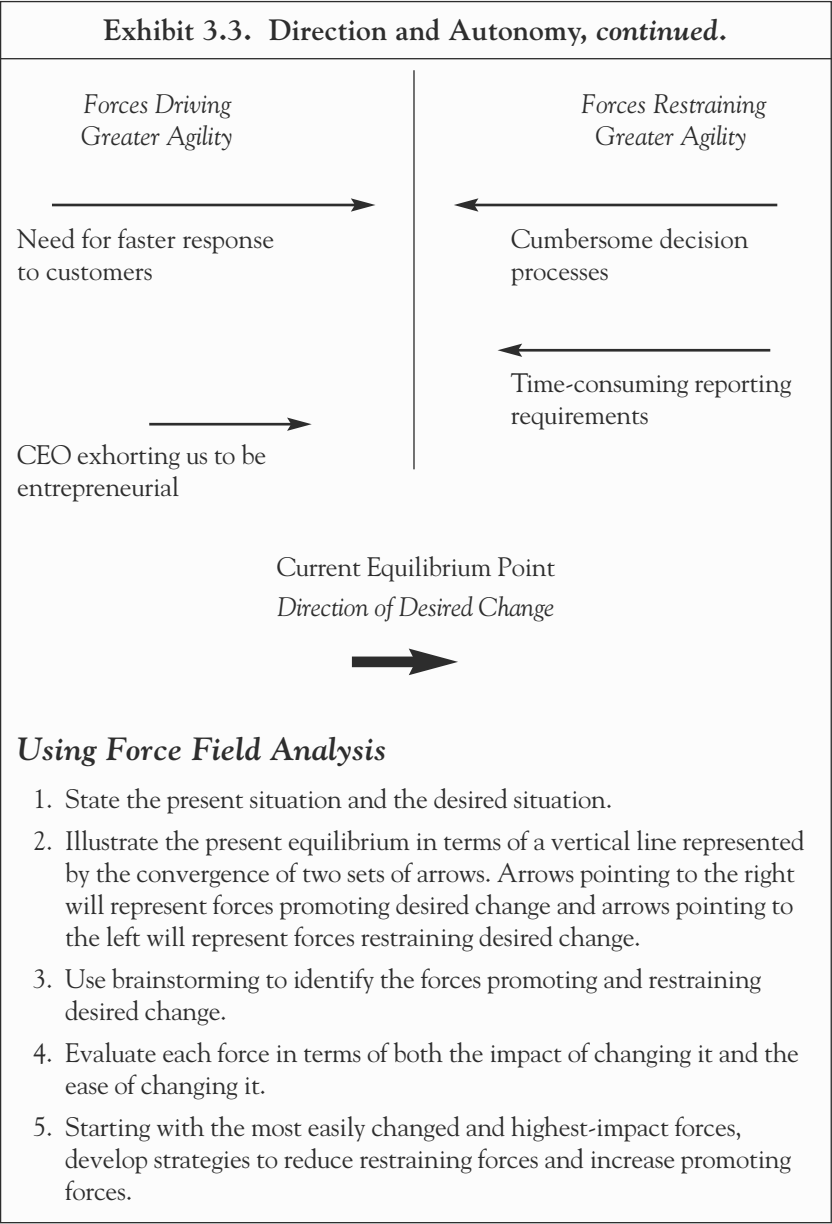 Exhibit 3.3. Direction and Autonomy, continued.
Forces Driving
Greater Agility
Forces Restraining
Greater Agility
Need for faster response
to customers
Cumbersome decision
processes
Time-consuming reporting
requirements
CEO exhorting us to be
entrepreneurial
Current Equilibrium Point
Direction of Desired Change
Using Force Field Analysis
1. State the present situation and the desired situation.
2. Illustrate the present equilibrium in terms of a vertical line represented
by the convergence of two sets of arrows. Arrows pointing to the right
will represent forces promoting desired change and arrows pointing to
the left will represent forces restraining desired change.
3. Use brainstorming to identify the forces promoting and restraining
desired change.
4. Evaluate each force in terms of both the impact of changing it and the
ease of changing it.
5. Starting with the most easily changed and highest-impact forces,
develop strategies to reduce restraining forces and increase promoting
forces.